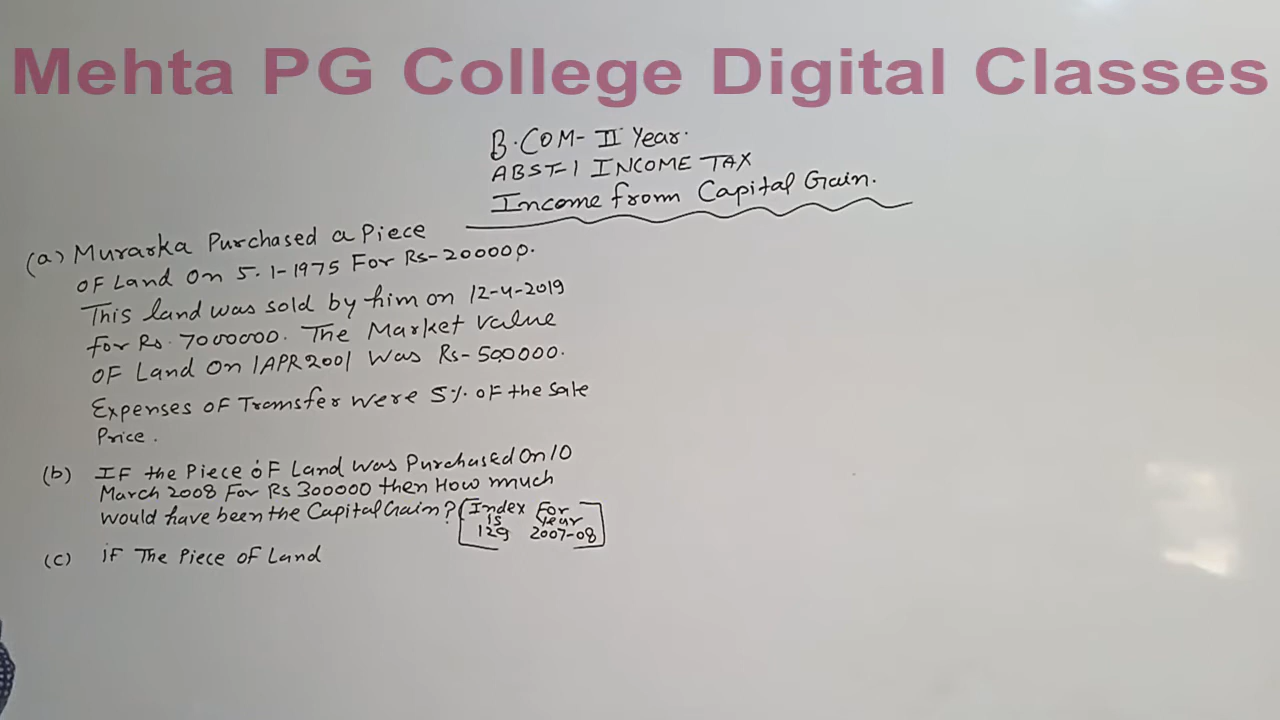 Mehta PG College Digital Classes
B.COM- II Year.
ABST-1 INCOME TAX
Income from Capital Gain.
(a) Murarka Purchased a Piece
OF Land On 5.1-1975 For Rs-200000.
This land was sold by him on 12-4-2019
for Rs. 7000000. The Market Value
OF Land On 1APR2001 Was Rs-500000.
Expenses OF Transfer were 5% OF the Sale
Price.
(b) IF the Piece OF Land was Purchased On 10
March 2008 For Rs 300000 then How much
would have been the Capital Gain? [Index For
is year
129 2007-08]
(c) iF The Piece OF Land